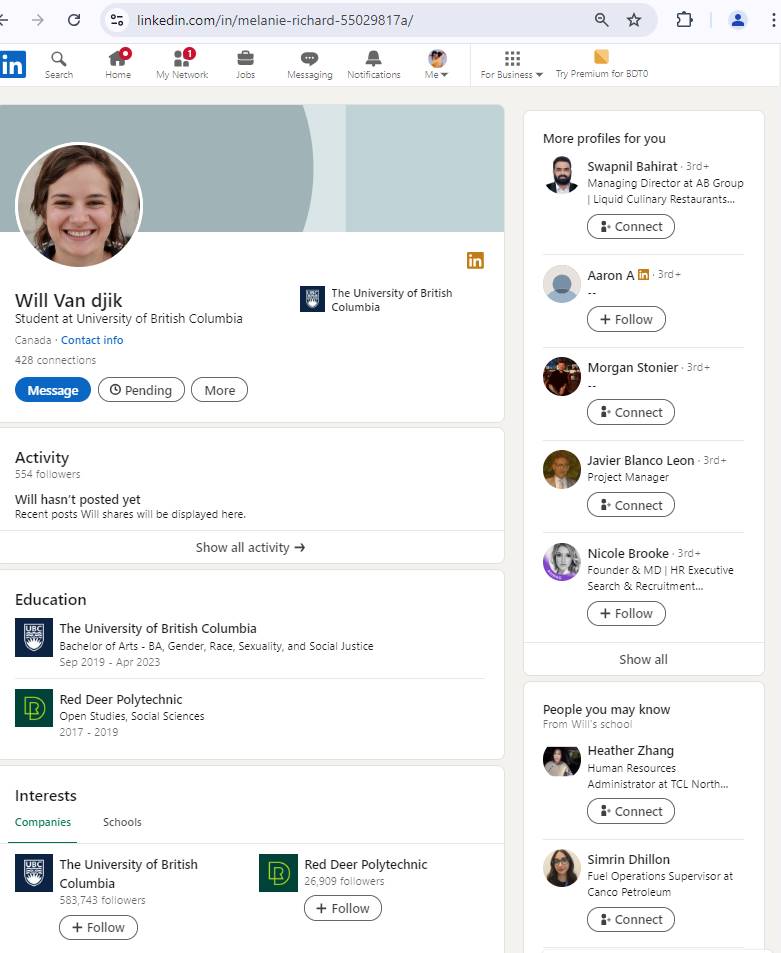 linkedin.com/in/melanie-richard-55029817a/
in
Search
Home
1
My Network
Jobs
Messaging
Notifications
Me
For Business
Try Premium for BDT0
in
Will Van djik
Student at University of British Columbia
Canada · Contact info
428 connections
Message
Pending
More
UBC
The University of British
Columbia
Activity
554 followers
Will hasn't posted yet
Recent posts Will shares will be displayed here.
Show all activity →
Education
UBC
The University of British Columbia
Bachelor of Arts - BA, Gender, Race, Sexuality, and Social Justice
Sep 2019 - Apr 2023
Red Deer Polytechnic
Open Studies, Social Sciences
2017 - 2019
Interests
Companies
Schools
UBC
The University of British
Columbia
583,743 followers
+ Follow
Red Deer Polytechnic
26,909 followers
+ Follow
More profiles for you
Swapnil Bahirat · 3rd+
Managing Director at AB Group
| Liquid Culinary Restaurants...
Connect
Aaron A in · 3rd+
--
+ Follow
Morgan Stonier · 3rd+
--
Connect
Javier Blanco Leon · 3rd+
Project Manager
Connect
Nicole Brooke · 3rd+
Founder & MD | HR Executive
Search & Recruitment...
+ Follow
Show all
People you may know
From Will's school
Heather Zhang
Human Resources
Administrator at TCL North...
Connect
Simrin Dhillon
Fuel Operations Supervisor at
Canco Petroleum
Connect